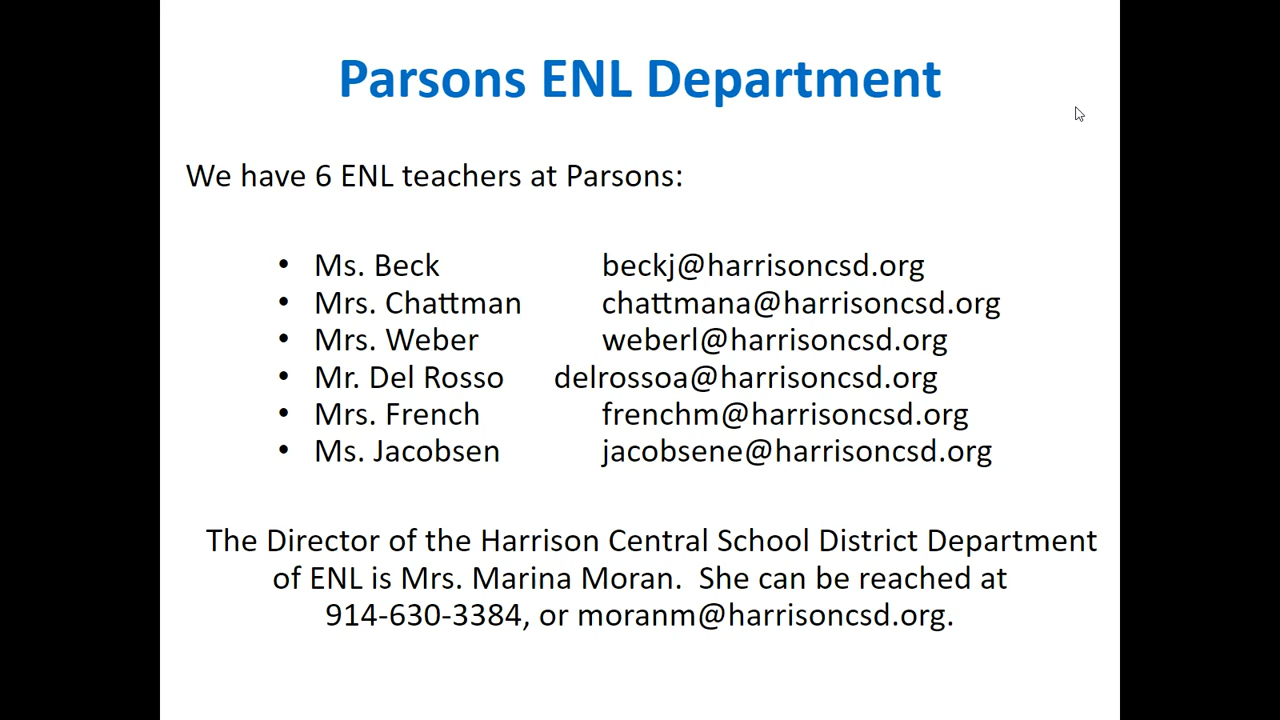 Parsons ENL Department
We have 6 ENL teachers at Parsons:
• Ms. Beck beckj@harrisoncsd.org
• Mrs. Chattman chattmana@harrisoncsd.org
• Mrs. Weber weberl@harrisoncsd.org
• Mr. Del Rosso delrossoa@harrisoncsd.org
• Mrs. French frenchm@harrisoncsd.org
• Ms. Jacobsen jacobsene@harrisoncsd.org
The Director of the Harrison Central School District Department
of ENL is Mrs. Marina Moran. She can be reached at
914-630-3384, or moranm@harrisoncsd.org.